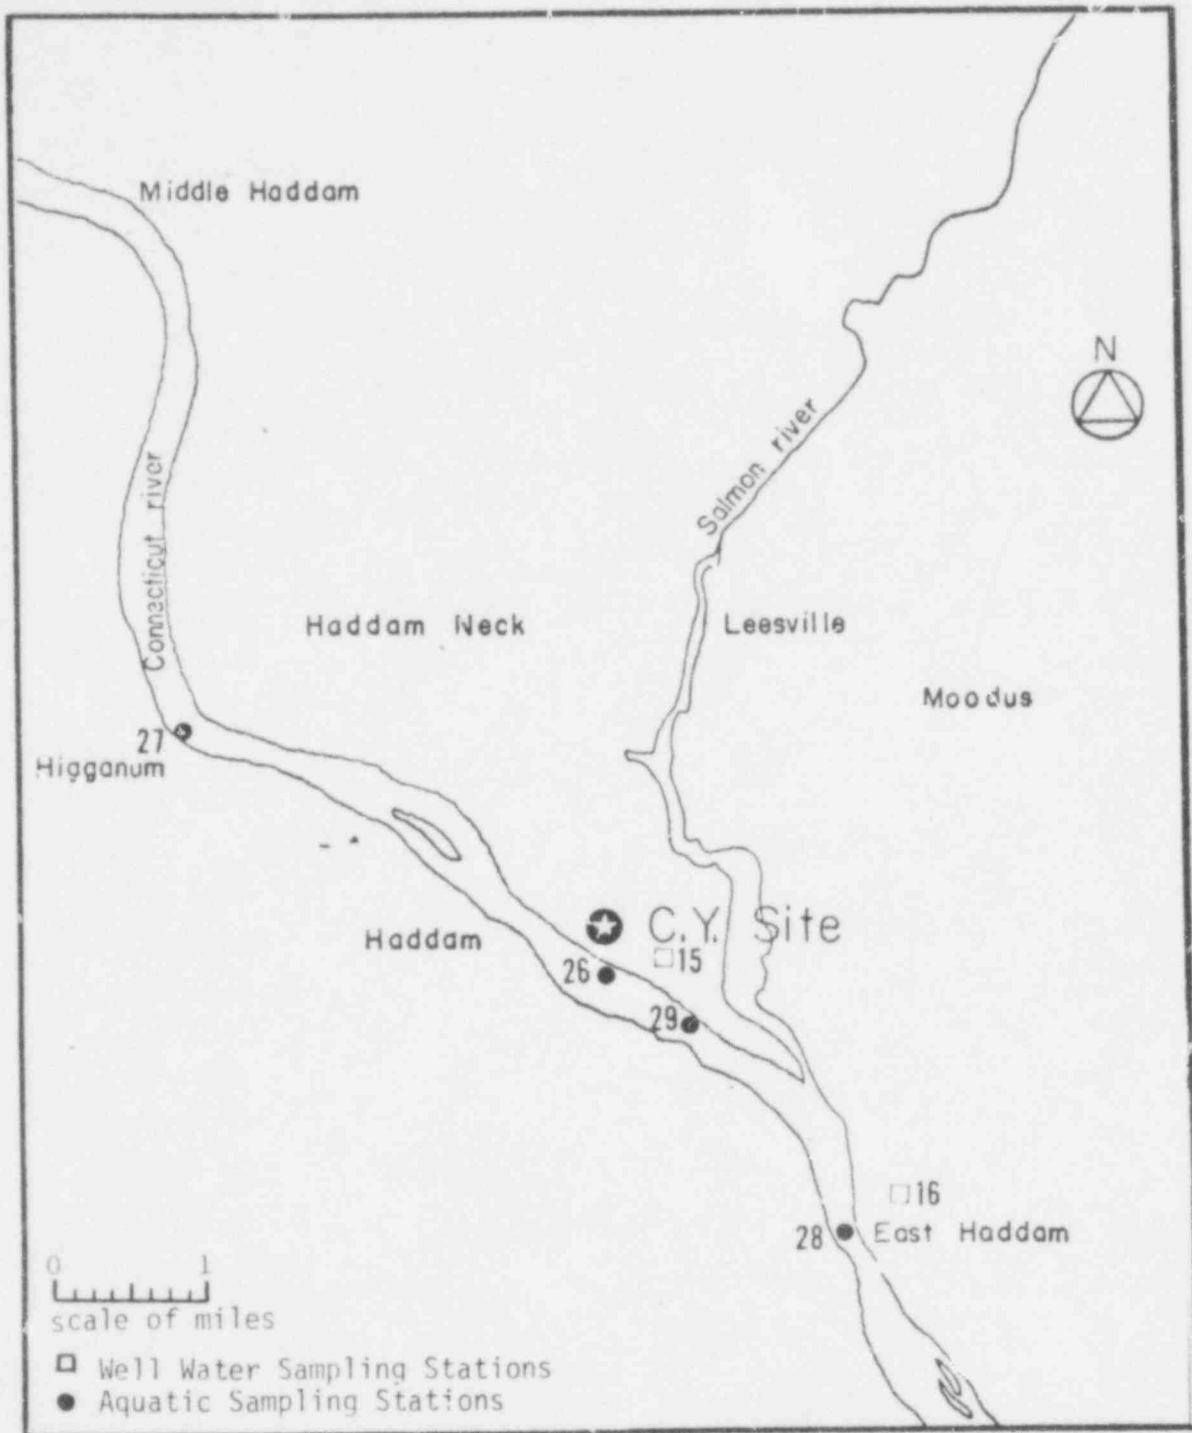 Middle Haddam
N
Salmon river
Connecticut river
Haddam Neck
Leesville
Moodus
27
Higganum
C.Y. Site
Haddam
15
26
29
16
28
East Haddam
0 1
scale of miles
Well Water Sampling Stations
Aquatic Sampling Stations